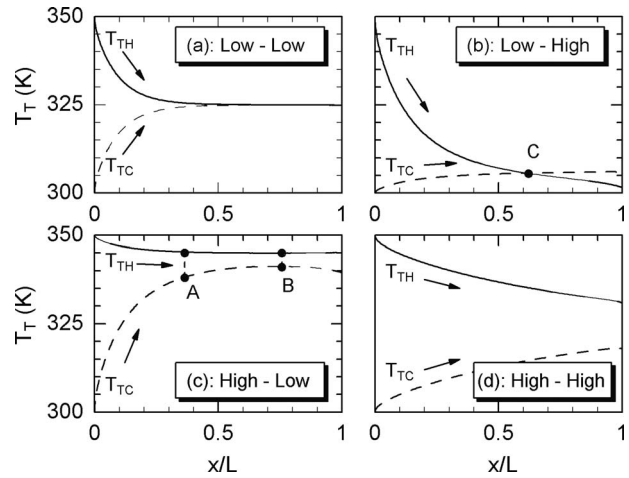 350
325
300
T_T (K)
T_TH
T_TC
(a): Low - Low
T_TH
T_TC
C
(b): Low - High
350
325
300
T_T (K)
T_TH
T_TC
A
B
(c): High - Low
0
0.5
1
x/L
T_TH
T_TC
(d): High - High
0
0.5
1
x/L